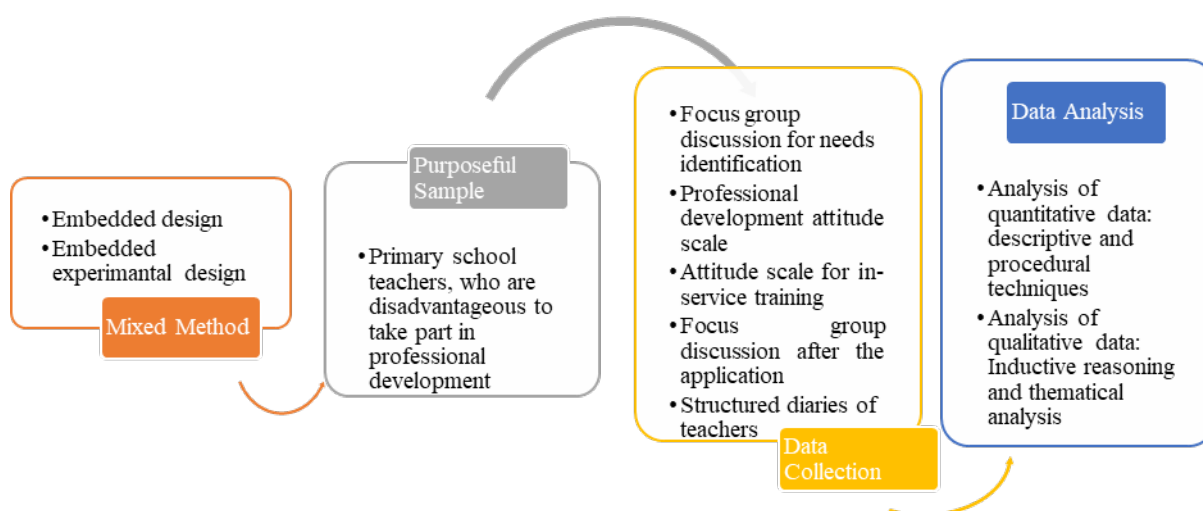 •Embedded design
•Embedded
experimantal design
Mixed Method
Purposeful
Sample
•Primary school
teachers, who are
disadvantageous to
take part in
professional
development
•Focus group
discussion for needs
identification
•Professional
development attitude
scale
•Attitude scale for in-
service training
•Focus group
discussion after the
application
•Structured diaries of
teachers
Data
Collection
Data Analysis
•Analysis of
quantitative data:
descriptive and
procedural
techniques
•Analysis of
qualitative data:
Inductive reasoning
and thematical
analysis